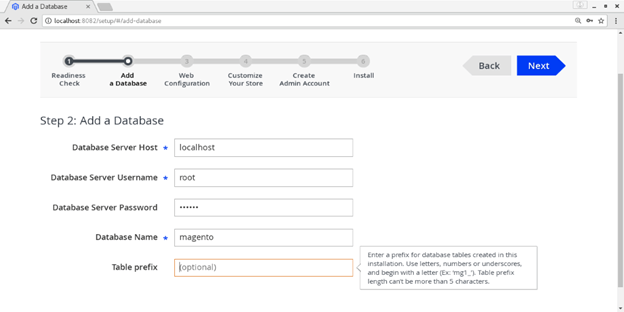 Add a Database
localhost:8082/setup/#/add-database
1
2
3
4
5
6
Readiness
Check
Add
a Database
Web
Configuration
Customize
Your Store
Create
Admin Account
Install
Back
Next
Step 2: Add a Database
Database Server Host * localhost
Database Server Username * root
Database Server Password ••••••
Database Name * magento
Table prefix (optional)
Enter a prefix for database tables created in this
installation. Use letters, numbers or underscores,
and begin with a letter (Ex: 'mg1_'). Table prefix
length can't be more than 5 characters.